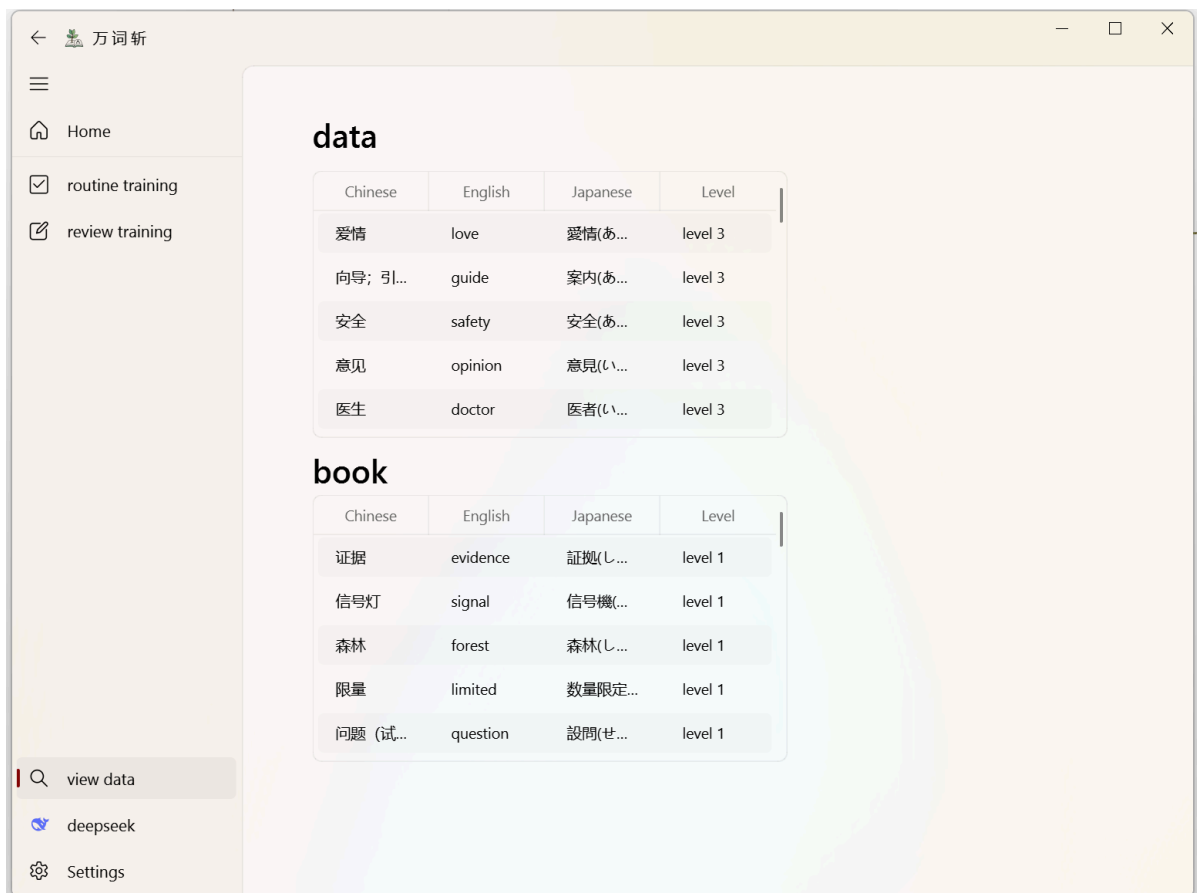 万词斩
Home
routine training
review training
data
Chinese English Japanese Level
爱情 love 愛情(あ... level 3
向导；引... guide 案内(あ... level 3
安全 safety 安全(あ... level 3
意见 opinion 意見(い... level 3
医生 doctor 医者(い... level 3
book
Chinese English Japanese Level
证据 evidence 証拠(し... level 1
信号灯 signal 信号機(... level 1
森林 forest 森林(し... level 1
限量 limited 数量限定... level 1
问题（试... question 設問(せ... level 1
view data
deepseek
Settings